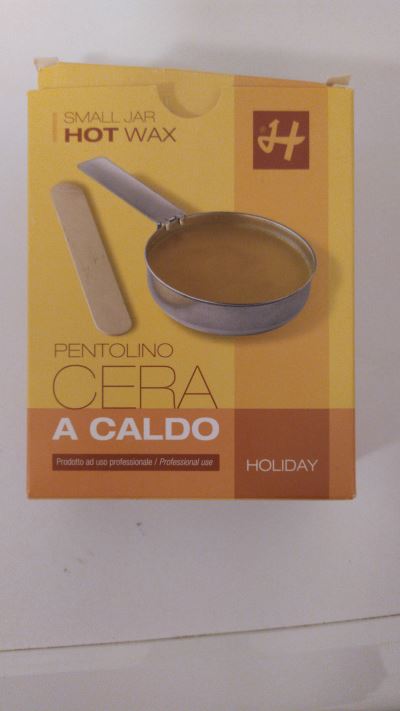 SMALL JAR
HOT WAX
H
PENTOLINO
CERA
A CALDO
Prodotto ad uso professionale / Professional use
HOLIDAY